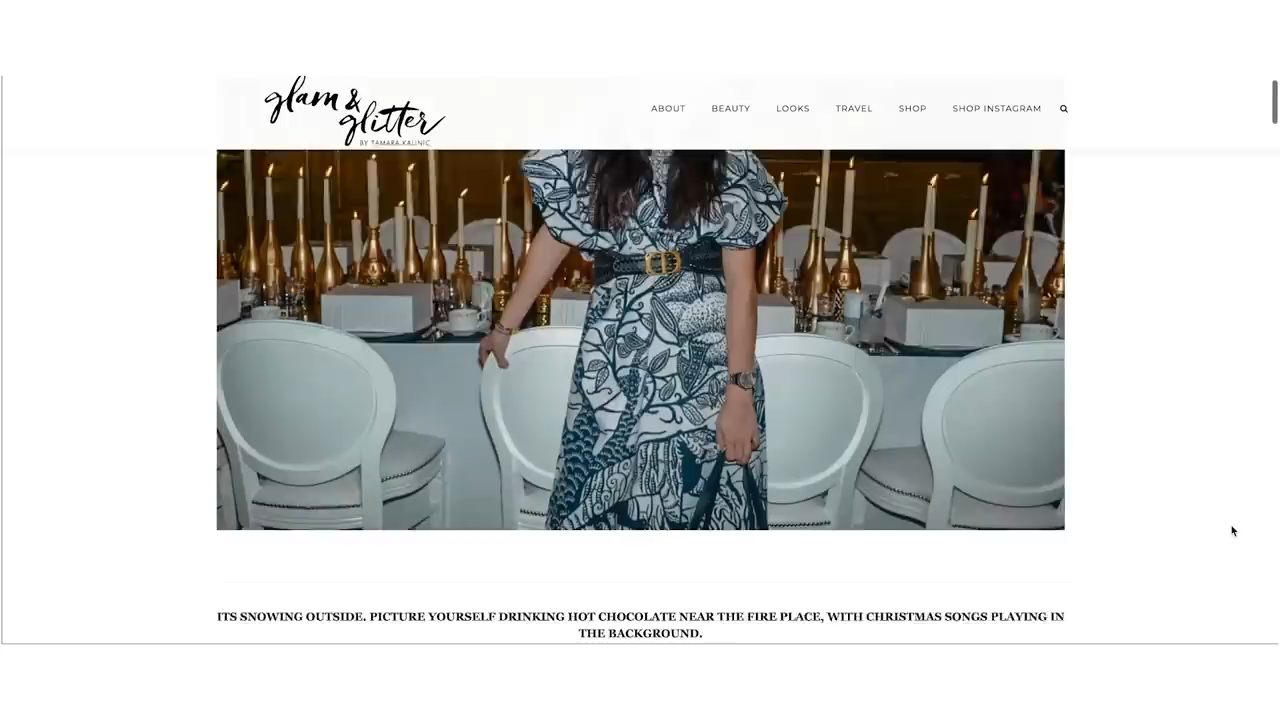 glam &
glitter
BY TAMARA KALINIC
ABOUT BEAUTY LOOKS TRAVEL SHOP SHOP INSTAGRAM
ITS SNOWING OUTSIDE. PICTURE YOURSELF DRINKING HOT CHOCOLATE NEAR THE FIRE PLACE, WITH CHRISTMAS SONGS PLAYING IN
THE BACKGROUND.